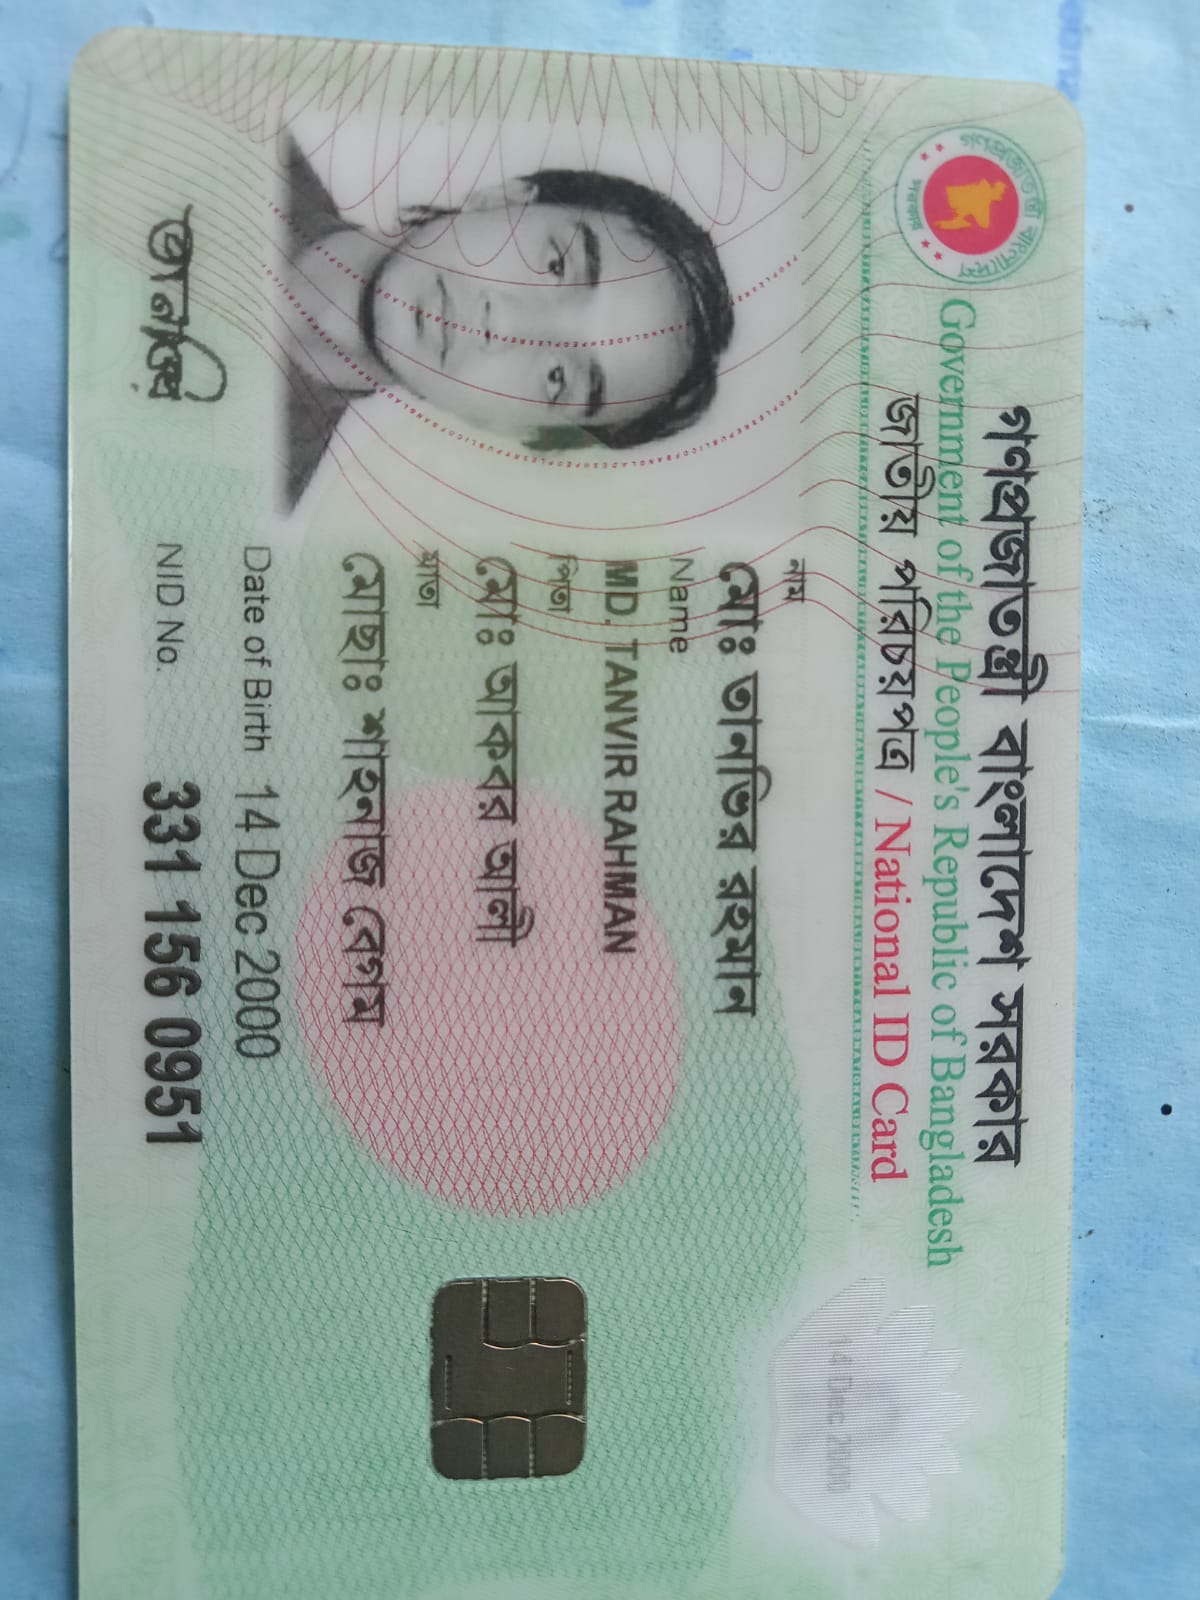 গণপ্রজাতন্ত্রী বাংলাদেশ সরকার
Government of the People's Republic of Bangladesh
জাতীয় পরিচয়পত্র / National ID Card
নাম
মোঃ তানভির রহমান
Name
MD. TANVIR RAHMAN
পিতা
মোঃ আকবর আলী
মাতা
মোছাঃ শাহনাজ বেগম
Date of Birth 14 Dec 2000
NID No. 331 156 0951
14 Dec 2000